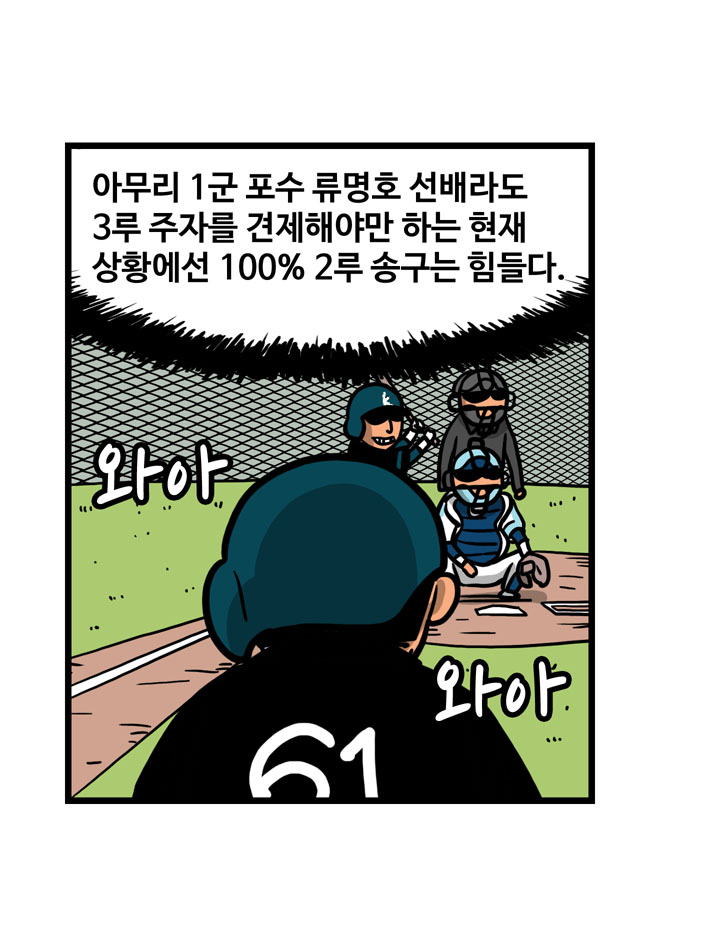 아무리 1군 포수 류명호 선배라도
3루 주자를 견제해야만 하는 현재
상황에선 100% 2루 송구는 힘들다.
와아
와아
61